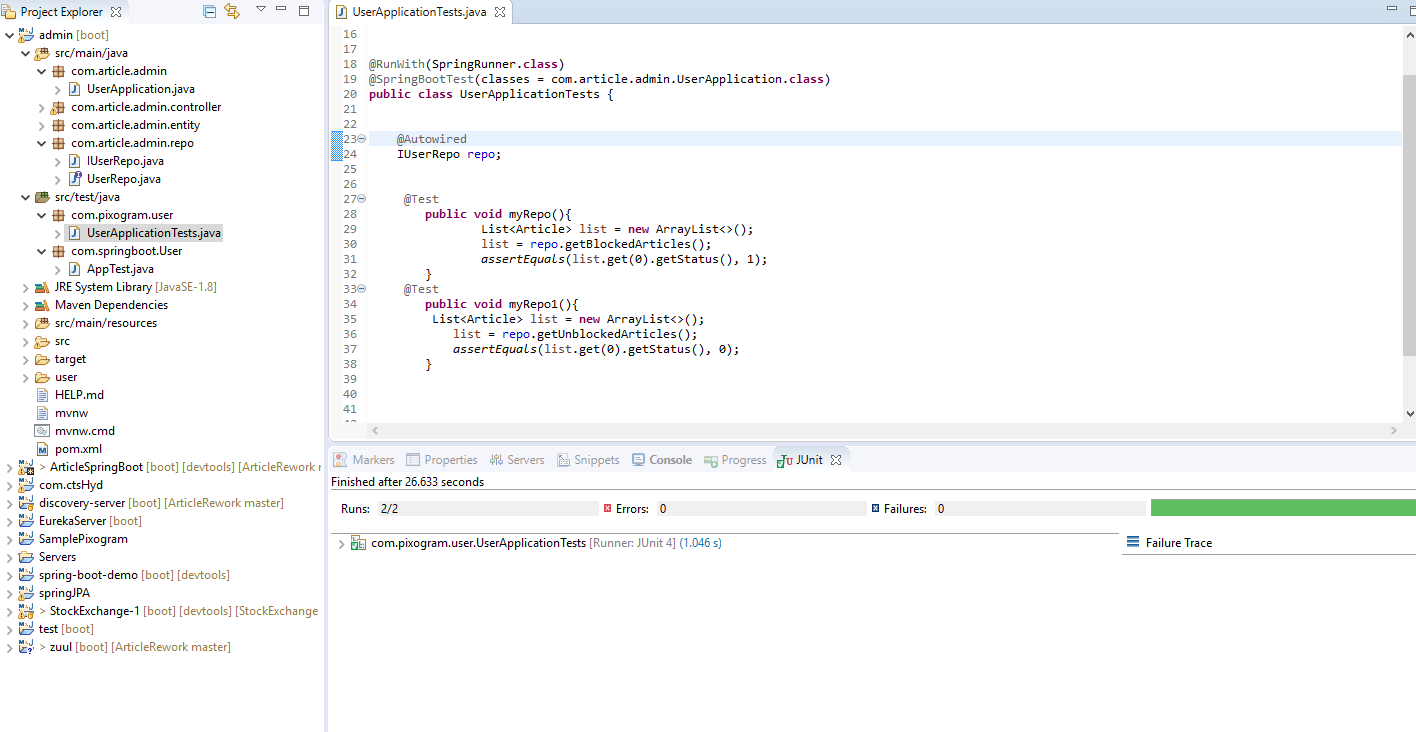 Project Explorer
admin [boot]
src/main/java
com.article.admin
UserApplication.java
com.article.admin.controller
com.article.admin.entity
com.article.admin.repo
IUserRepo.java
UserRepo.java
src/test/java
com.pixogram.user
UserApplicationTests.java
com.springboot.User
AppTest.java
JRE System Library [JavaSE-1.8]
Maven Dependencies
src/main/resources
src
target
user
HELP.md
mvnw
mvnw.cmd
pom.xml
> ArticleSpringBoot [boot] [devtools] [ArticleRework r
com.ctsHyd
discovery-server [boot] [ArticleRework master]
EurekaServer [boot]
SamplePixogram
Servers
spring-boot-demo [boot] [devtools]
springJPA
> StockExchange-1 [boot] [devtools] [StockExchange
test [boot]
> zuul [boot] [ArticleRework master]
UserApplicationTests.java
16
17
18 @RunWith(SpringRunner.class)
19 @SpringBootTest(classes = com.article.admin.UserApplication.class)
20 public class UserApplicationTests {
21
22
23 @Autowired
24 IUserRepo repo;
25
26
27 @Test
28 public void myRepo(){
29 List<Article> list = new ArrayList<>();
30 list = repo.getBlockedArticles();
31 assertEquals(list.get(0).getStatus(), 1);
32 }
33 @Test
34 public void myRepo1(){
35 List<Article> list = new ArrayList<>();
36 list = repo.getUnblockedArticles();
37 assertEquals(list.get(0).getStatus(), 0);
38 }
39
40
41
Markers Properties Servers Snippets Console Progress JUnit
Finished after 26.633 seconds
Runs: 2/2 Errors: 0 Failures: 0
com.pixogram.user.UserApplicationTests [Runner: JUnit 4] (1.046 s)
Failure Trace